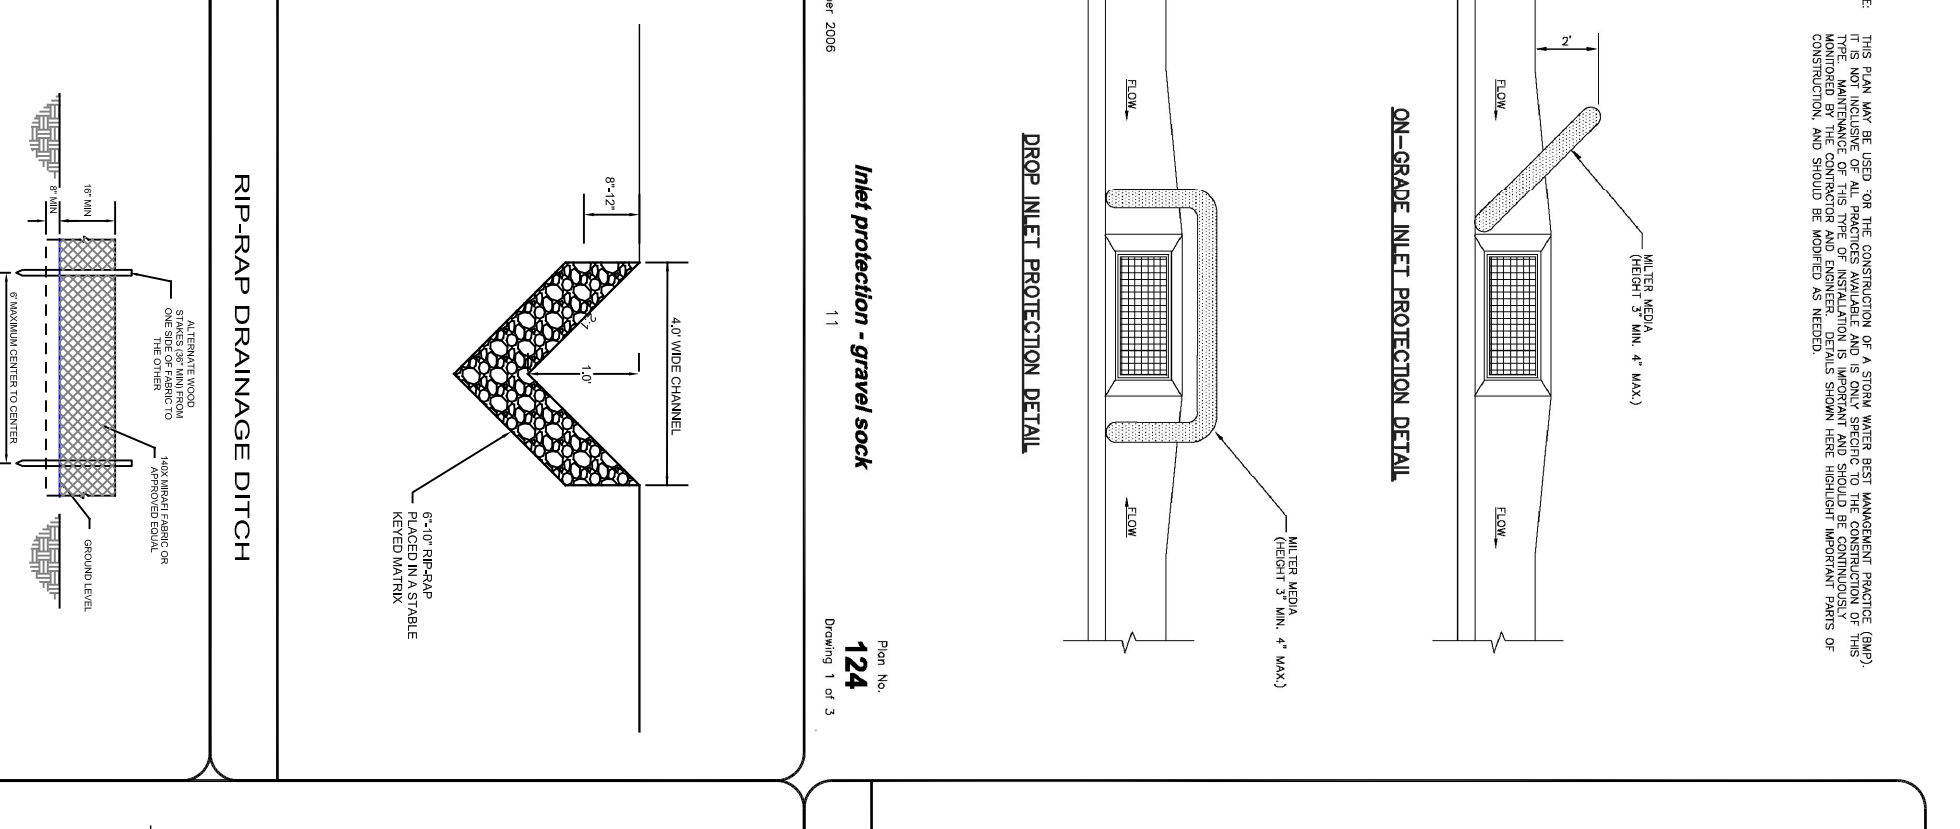 E:
THIS PLAN MAY BE USED FOR THE CONSTRUCTION OF A STORM WATER BEST MANAGEMENT PRACTICE (BMP).
IT IS NOT INCLUSIVE OF ALL PRACTICES AVAILABLE AND IS ONLY SPECIFIC TO THE CONSTRUCTION OF THIS
TYPE. MAINTENANCE OF THIS TYPE OF INSTALLATION IS IMPORTANT AND SHOULD BE CONTINUOUSLY
MONITORED BY THE CONTRACTOR AND ENGINEER. DETAILS SHOWN HERE HIGHLIGHT IMPORTANT PARTS OF
CONSTRUCTION, AND SHOULD BE MODIFIED AS NEEDED.
MILTER MEDIA
(HEIGHT 3" MIN. 4" MAX.)
2'
FLOW
FLOW
ON-GRADE INLET PROTECTION DETAIL
MILTER MEDIA
(HEIGHT 3" MIN. 4" MAX.)
FLOW
FLOW
DROP INLET PROTECTION DETAIL
Plan No.
Inlet protection - gravel sock
124
er 2006
11
Drawing 1 of 3
4.0' WIDE CHANNEL
8"-12"
1.0'
6"-10" RIP-RAP
PLACED IN A STABLE
KEYED MATRIX
RIP-RAP DRAINAGE DITCH
ALTERNATE WOOD
STAKES (36" MIN) FROM
ONE SIDE OF FABRIC TO
THE OTHER
140X MIRAFI FABRIC OR
APPROVED EQUAL
16" MIN
8" MIN
GROUND LEVEL
6' MAXIMUM CENTER TO CENTER